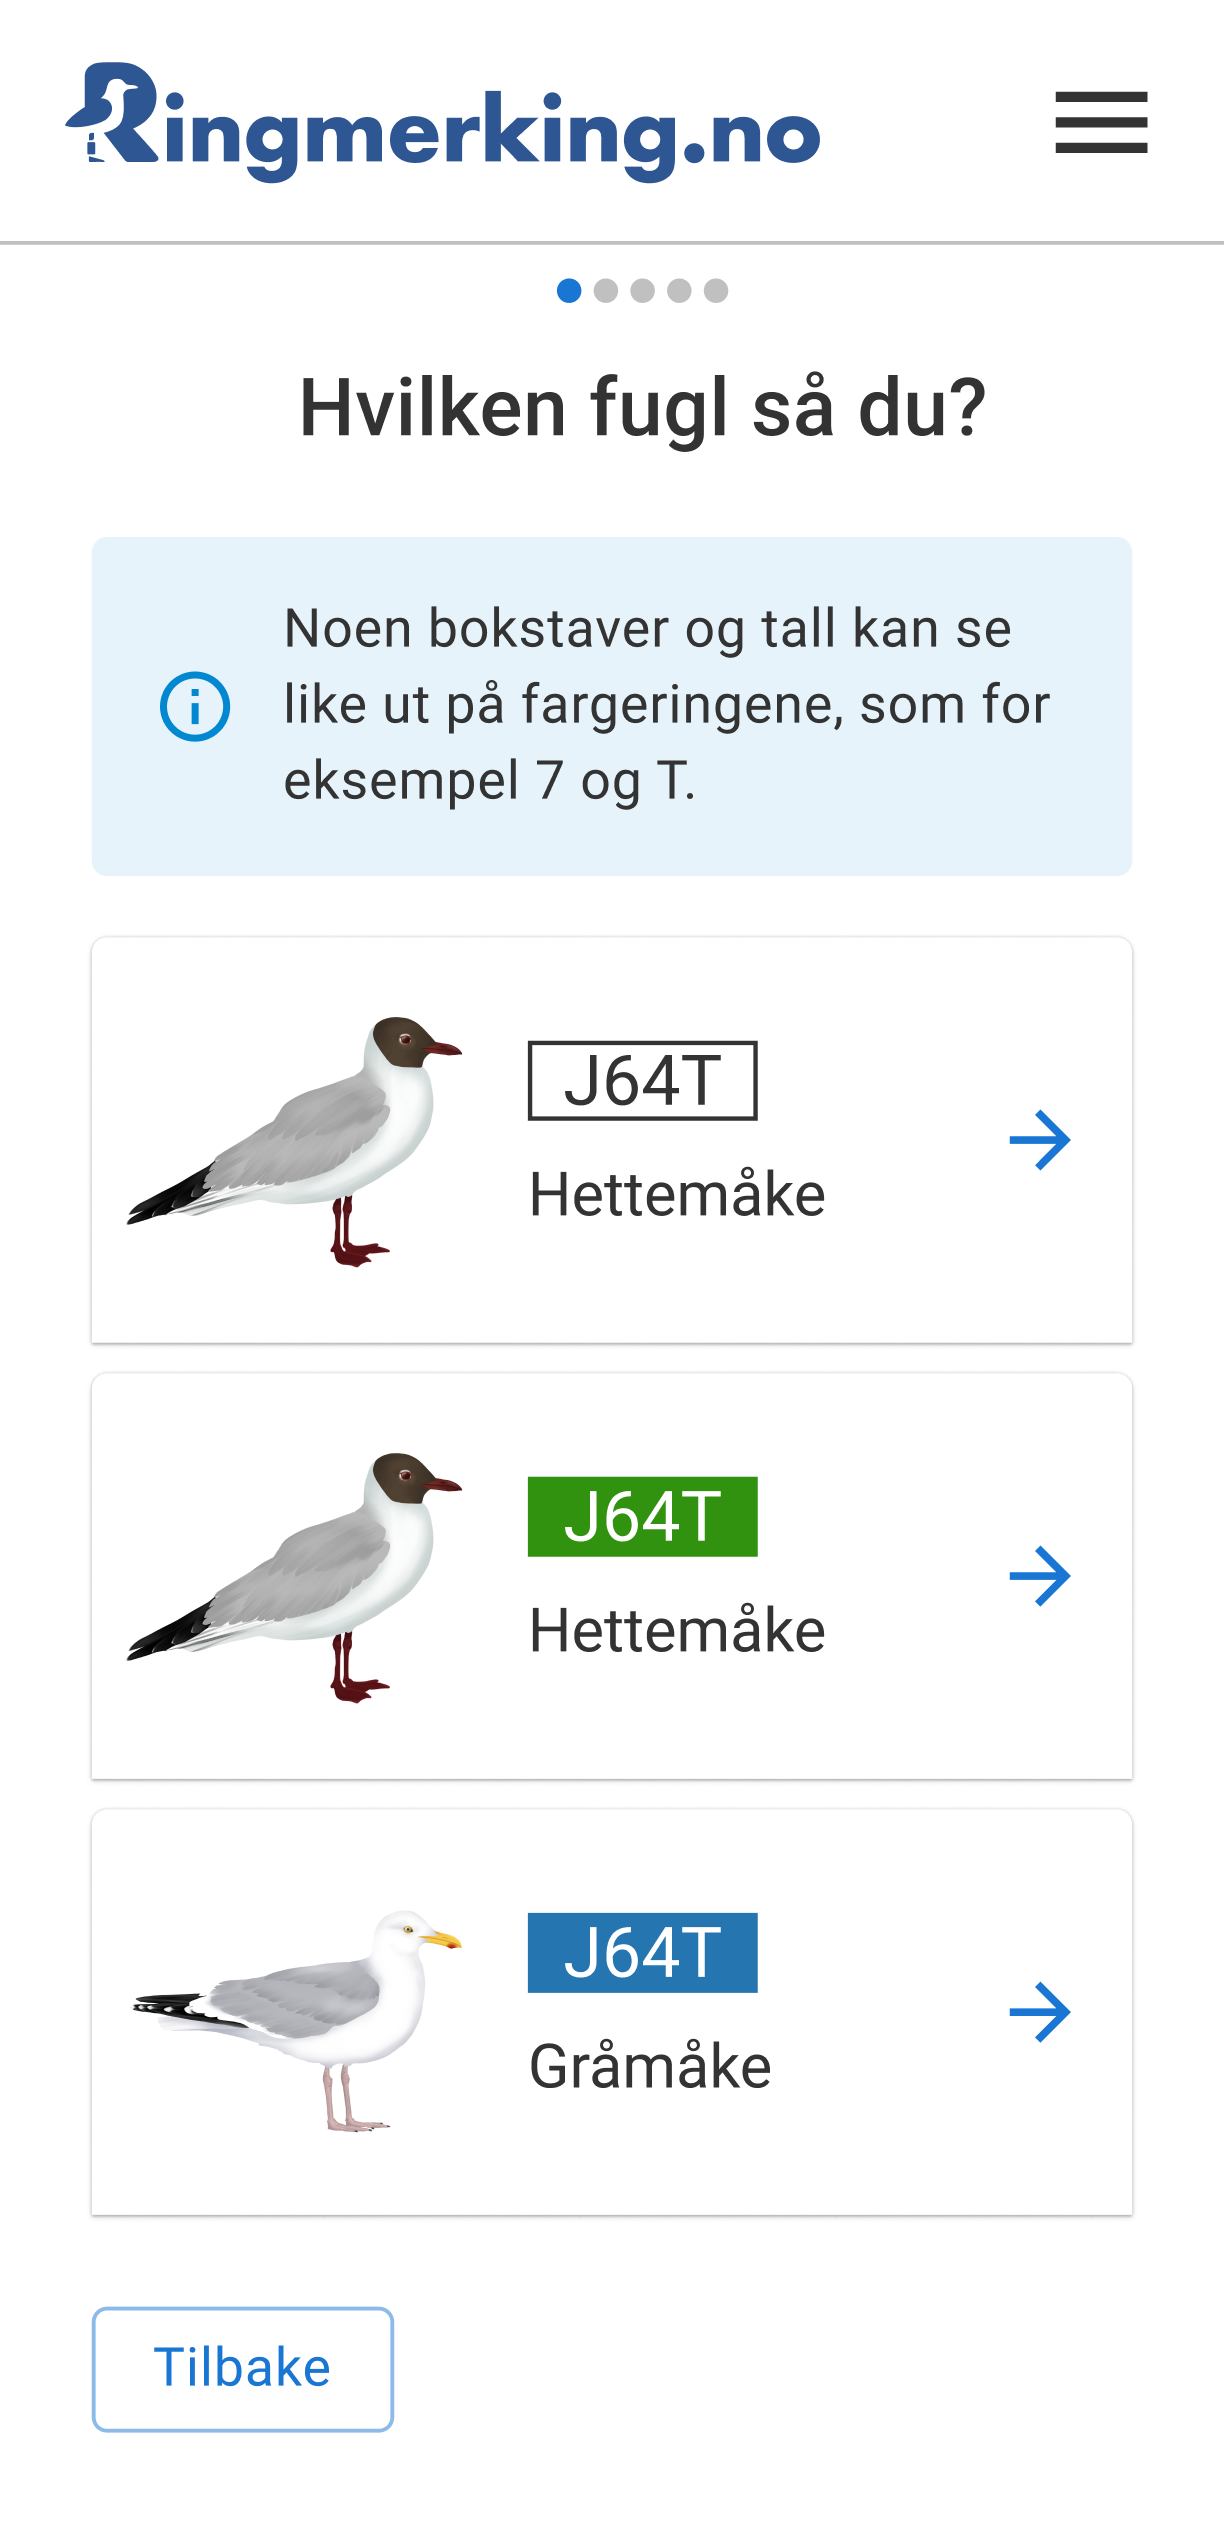 Ringmerking.no
Hvilken fugl så du?
Noen bokstaver og tall kan se
like ut på fargeringene, som for
eksempel 7 og T.
J64T
Hettemåke
J64T
Hettemåke
J64T
Gråmåke
Tilbake